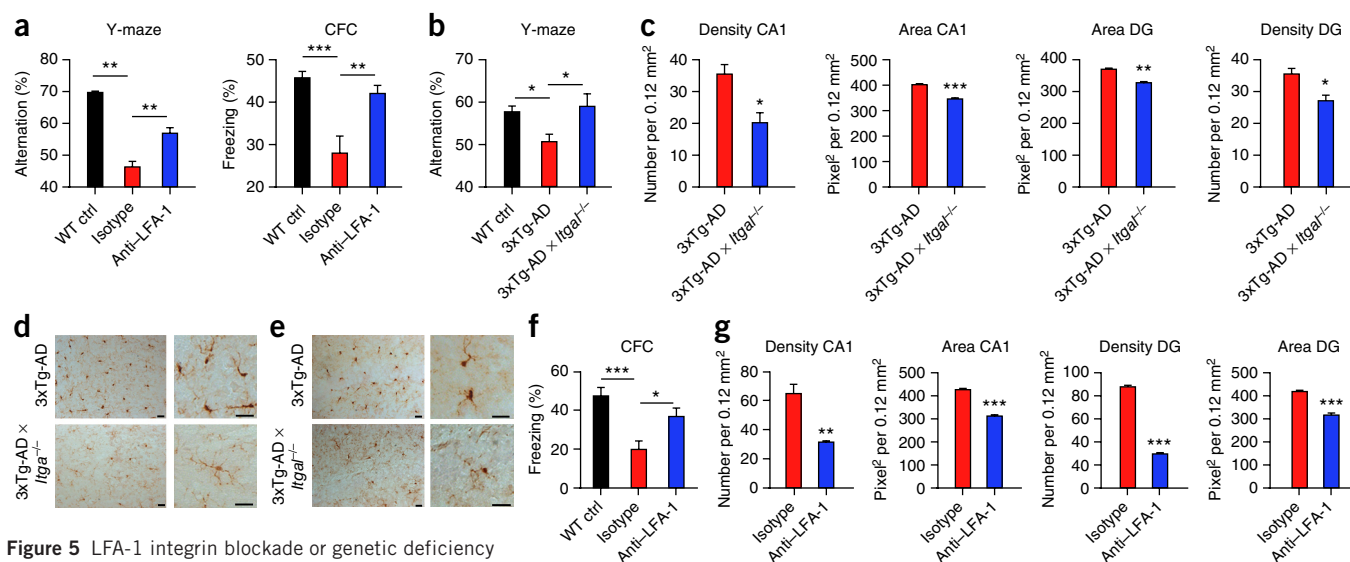 a
Y-maze
Alternation (%)
80
70
60
50
40
**
**
WT ctrl
Isotype
Anti–LFA-1
CFC
Freezing (%)
50
40
30
20
***
**
WT ctrl
Isotype
Anti–LFA-1
b
Y-maze
Alternation (%)
70
60
50
40
*
*
WT ctrl
3xTg-AD
3xTg-AD × Itgal–/–
c
Density CA1
Number per 0.12 mm2
40
30
20
10
0
*
3xTg-AD
3xTg-AD × Itgal–/–
Area CA1
Pixel2 per 0.12 mm2
500
400
300
200
100
0
***
3xTg-AD
3xTg-AD × Itgal–/–
Area DG
Pixel2 per 0.12 mm2
400
300
200
100
0
**
3xTg-AD
3xTg-AD × Itgal–/–
Density DG
Number per 0.12 mm2
40
30
20
10
0
*
3xTg-AD
3xTg-AD × Itgal–/–
d
3xTg-AD
3xTg-AD ×
Itga–/–
e
3xTg-AD
3xTg-AD ×
Itgal–/–
f
CFC
Freezing (%)
60
40
20
0
***
*
WT ctrl
Isotype
Anti–LFA-1
g
Density CA1
Number per 0.12 mm2
80
60
40
20
0
**
Isotype
Anti–LFA-1
Area CA1
Pixel2 per 0.12 mm2
500
400
300
200
100
0
***
Isotype
Anti–LFA-1
Density DG
Number per 0.12 mm2
100
80
60
40
20
0
***
Isotype
Anti–LFA-1
Area DG
Pixel2 per 0.12 mm2
500
400
300
200
100
0
***
Isotype
Anti–LFA-1
Figure 5 LFA-1 integrin blockade or genetic deficiency